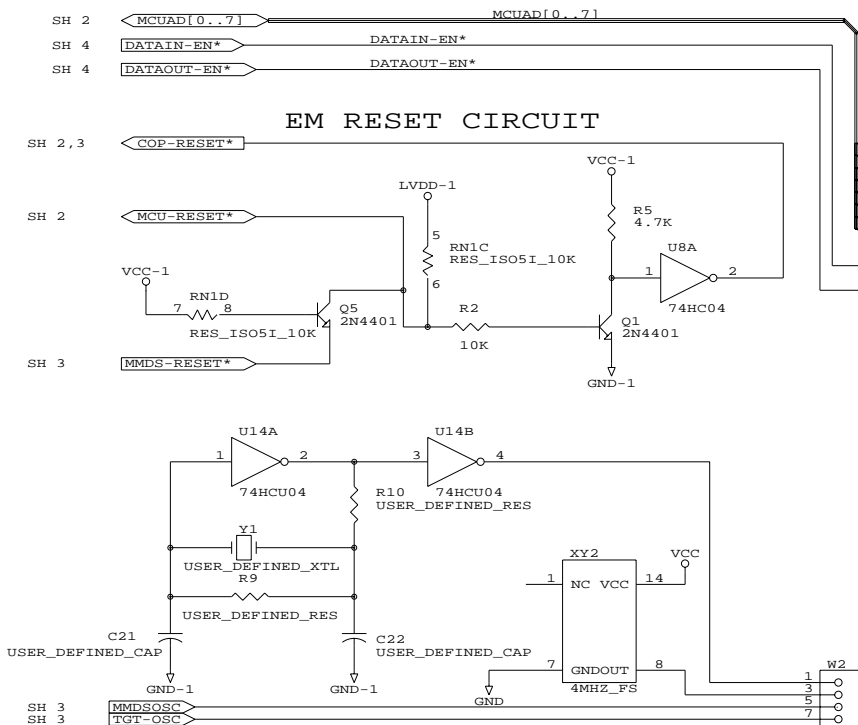 SH 2 MCUAD[0..7] MCUAD[0..7]
SH 4 DATAIN-EN* DATAIN-EN*
SH 4 DATAOUT-EN* DATAOUT-EN*
EM RESET CIRCUIT
SH 2,3 COP-RESET*
VCC-1
LVDD-1
SH 2 MCU-RESET*
R5
4.7K
5
RN1C
RES_ISO5I_10K
6
U8A
1 2
74HC04
VCC-1
RN1D
7 8
RES_ISO5I_10K
Q5
2N4401
R2
10K
Q1
2N4401
SH 3 MMDS-RESET*
GND-1
U14A
1 2
74HCU04
U14B
3 4
74HCU04
R10
USER_DEFINED_RES
Y1
USER_DEFINED_XTL
R9
USER_DEFINED_RES
C21
USER_DEFINED_CAP
C22
USER_DEFINED_CAP
GND-1
GND-1
XY2
VCC
1 NC VCC 14
7 GNDOUT 8
4MHZ_FS
GND
W2
1
3
5
7
SH 3 MMDSOSC
SH 3 TGT-OSC